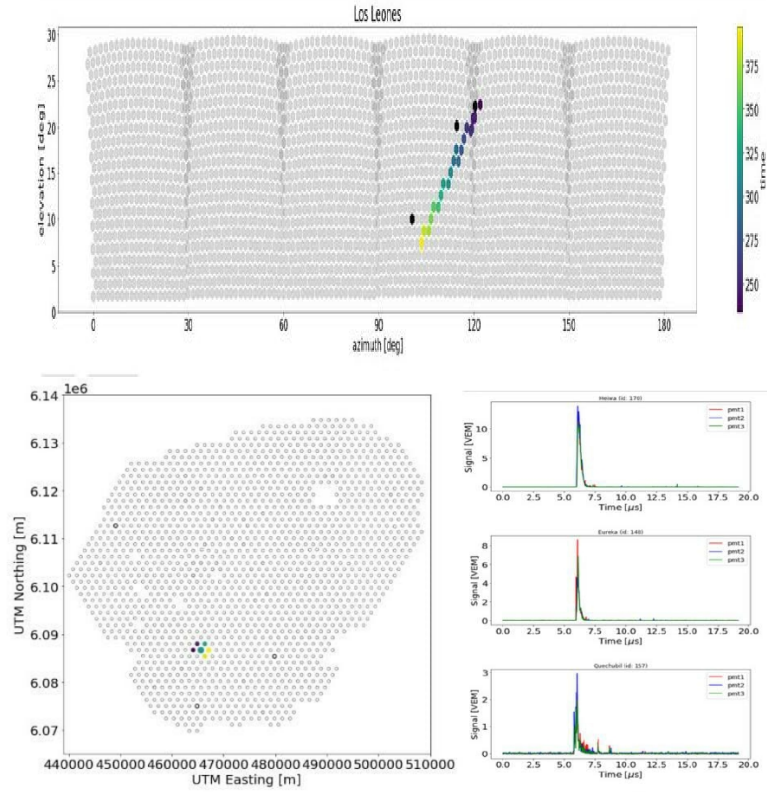 Los Leones
30
25
20
15
10
5
0
elevation [deg]
0 30 60 90 120 150 180
azimuth [deg]
375
350
325
300
275
250
time
1e6
6.14
6.13
6.12
6.11
6.10
6.09
6.08
6.07
UTM Northing [m]
440000 450000 460000 470000 480000 490000 500000 510000
UTM Easting [m]
(id: 170)
pmt1
pmt2
pmt3
10
5
0
Signal [VEM]
0.0 2.5 5.0 7.5 10.0 12.5 15.0 17.5 20.0
Time [μs]
Eureka (id: 140)
pmt1
pmt2
pmt3
8
6
4
2
0
Signal [VEM]
0.0 2.5 5.0 7.5 10.0 12.5 15.0 17.5 20.0
Time [μs]
(id: 157)
pmt1
pmt2
pmt3
3
2
1
0
Signal [VEM]
0.0 2.5 5.0 7.5 10.0 12.5 15.0 17.5 20.0
Time [μs]